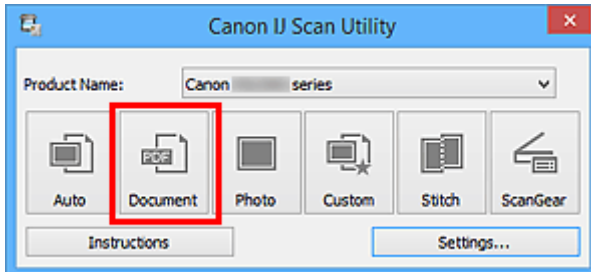 Canon IJ Scan Utility
Product Name: Canon series
PDF
Auto Document Photo Custom Stitch ScanGear
Instructions Settings...